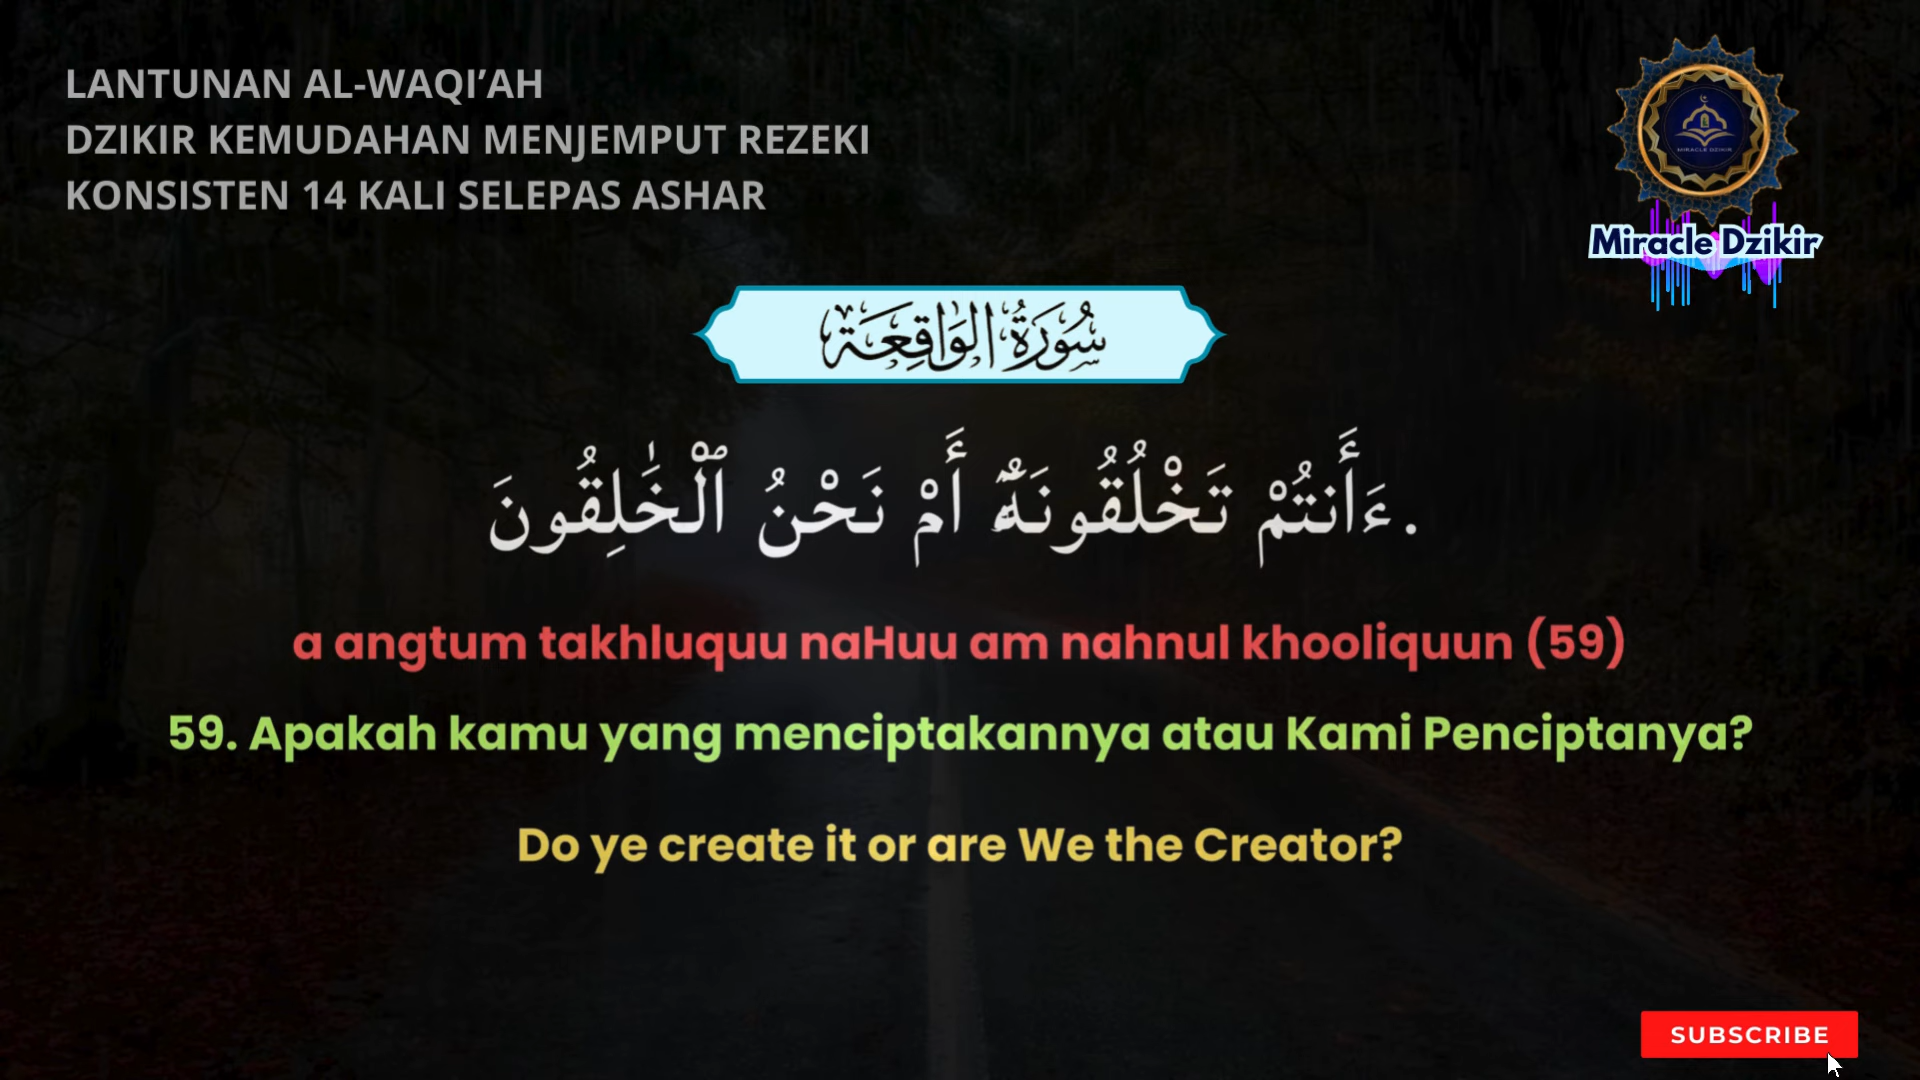 LANTUNAN AL-WAQI’AH
DZIKIR KEMUDAHAN MENJEMPUT REZEKI
KONSISTEN 14 KALI SELEPAS ASHAR
MIRACLE DZIKIR
Miracle Dzikir
سُورَةُ الوَاقِعَة
ءَأَنتُمْ تَخْلُقُونَهُۥٓ أَمْ نَحْنُ ٱلْخَٰلِقُونَ.
a angtum takhluquu naHuu am nahnul khooliquun (59)
59. Apakah kamu yang menciptakannya atau Kami Penciptanya?
Do ye create it or are We the Creator?
SUBSCRIBE